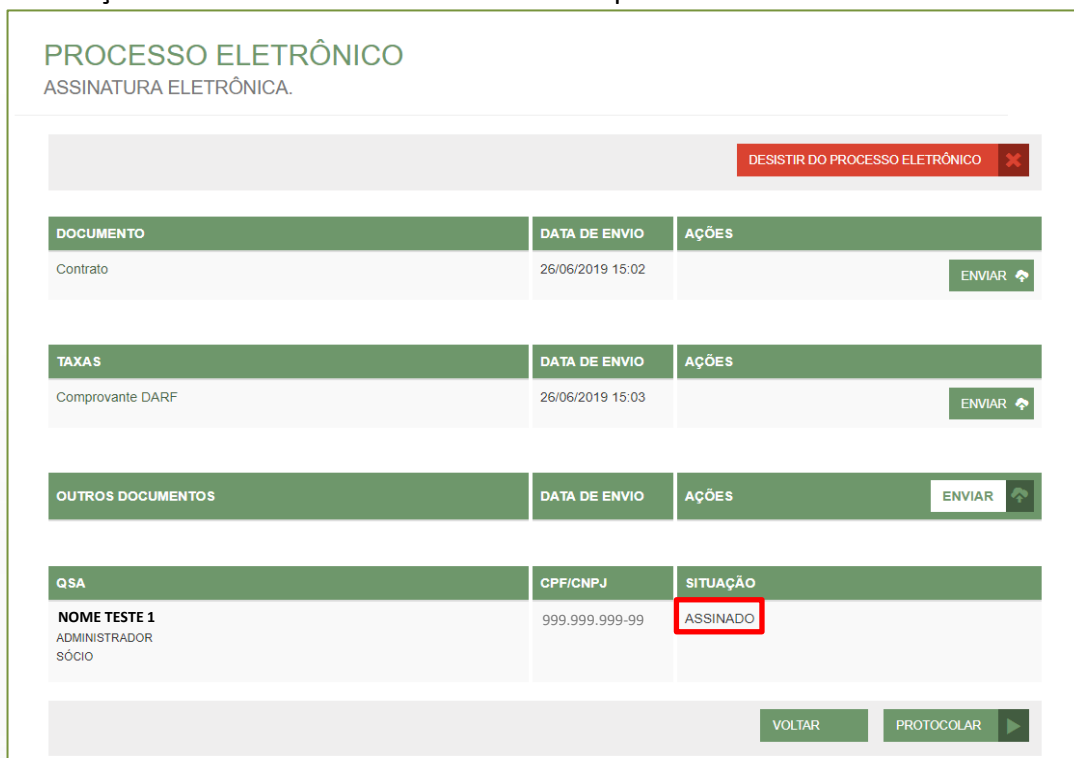 PROCESSO ELETRÔNICO
ASSINATURA ELETRÔNICA.
DESISTIR DO PROCESSO ELETRÔNICO
DOCUMENTO DATA DE ENVIO AÇÕES
Contrato 26/06/2019 15:02 ENVIAR
TAXAS DATA DE ENVIO AÇÕES
Comprovante DARF 26/06/2019 15:03 ENVIAR
OUTROS DOCUMENTOS DATA DE ENVIO AÇÕES ENVIAR
QSA CPF/CNPJ SITUAÇÃO
NOME TESTE 1 999.999.999-99 ASSINADO
ADMINISTRADOR
SÓCIO
VOLTAR PROTOCOLAR